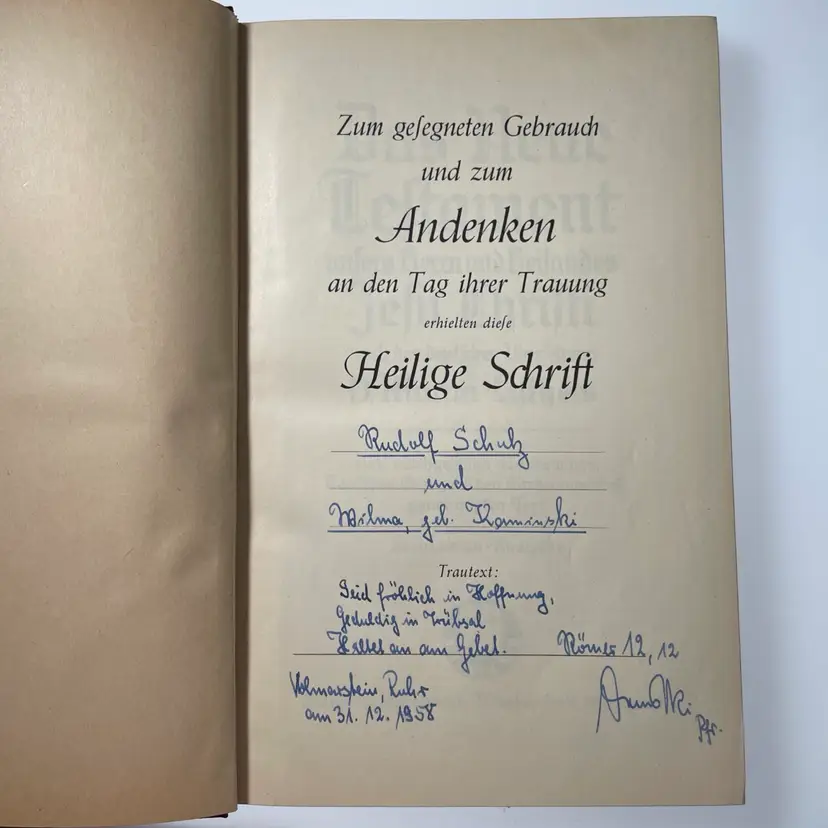 Zum geſegneten Gebrauch
und zum
Andenken
an den Tag ihrer Trauung
erhielten dieſe
Heilige Schrift
Rudolf Schulz
und
Wilma, geb. Kaminski
Trautext:
Seid fröhlich in Hoffnung,
Geduldig in Trübsal
Haltet an am Gebet. Römer 12, 12
Volmarstein, Ruhr
am 31. 12. 1958
Pfr.